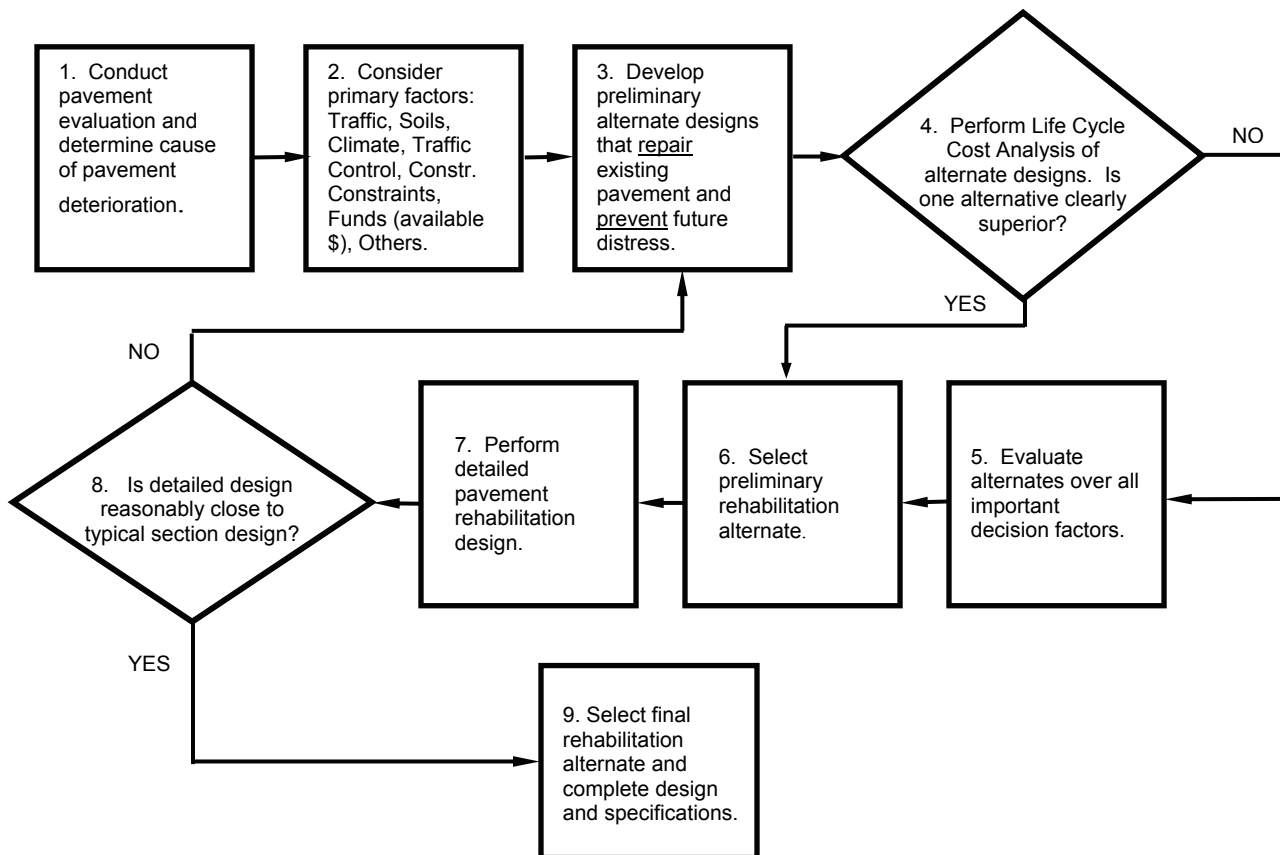 1. Conduct
pavement
evaluation and
determine cause
of pavement
deterioration.
2. Consider
primary factors:
Traffic, Soils,
Climate, Traffic
Control, Constr.
Constraints,
Funds (available
$), Others.
3. Develop
preliminary
alternate designs
that repair
existing
pavement and
prevent future
distress.
4. Perform Life Cycle
Cost Analysis of
alternate designs. Is
one alternative clearly
superior?
NO
YES
5. Evaluate
alternates over all
important
decision factors.
6. Select
preliminary
rehabilitation
alternate.
7. Perform
detailed
pavement
rehabilitation
design.
8. Is detailed design
reasonably close to
typical section design?
NO
YES
9. Select final
rehabilitation
alternate and
complete design
and specifications.